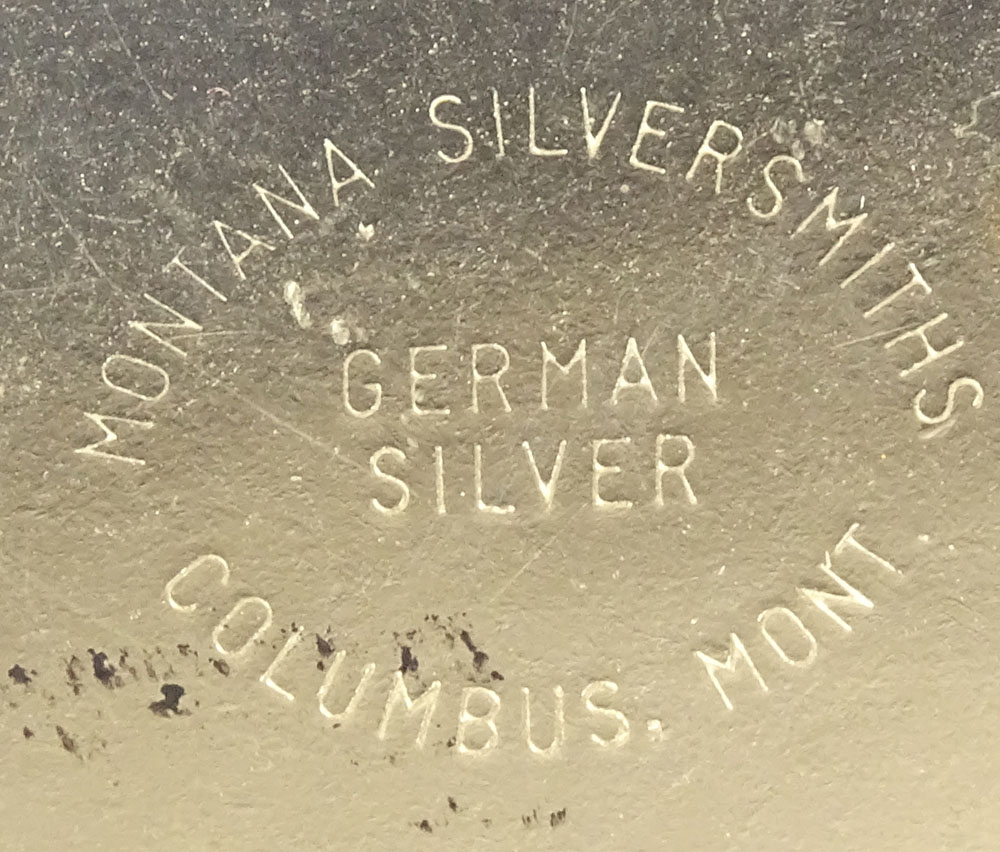 MONTANA SILVERSMITHS
GERMAN
SILVER
COLUMBUS. MONT